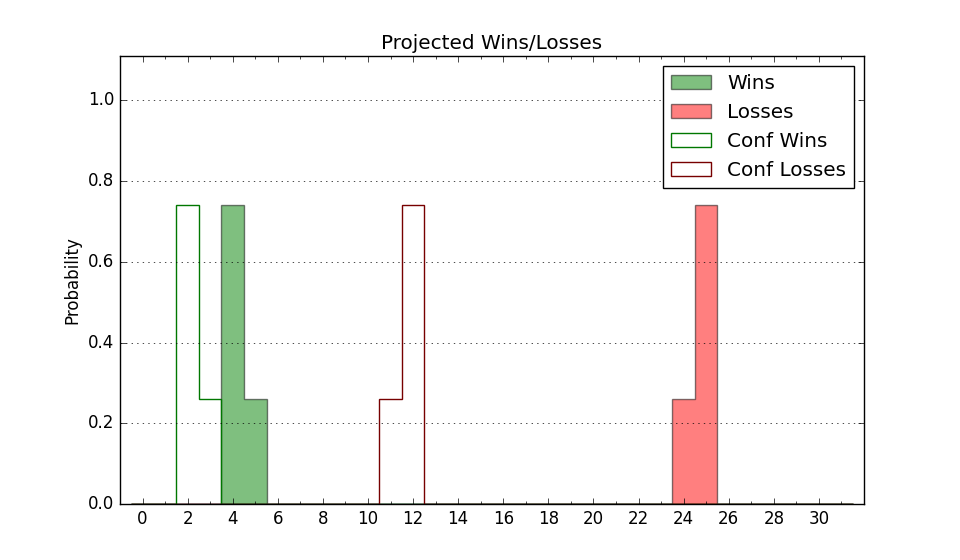 Projected Wins/Losses
Wins
Losses
Conf Wins
Conf Losses
Probability
1.0
0.8
0.6
0.4
0.2
0.0
0 2 4 6 8 10 12 14 16 18 20 22 24 26 28 30